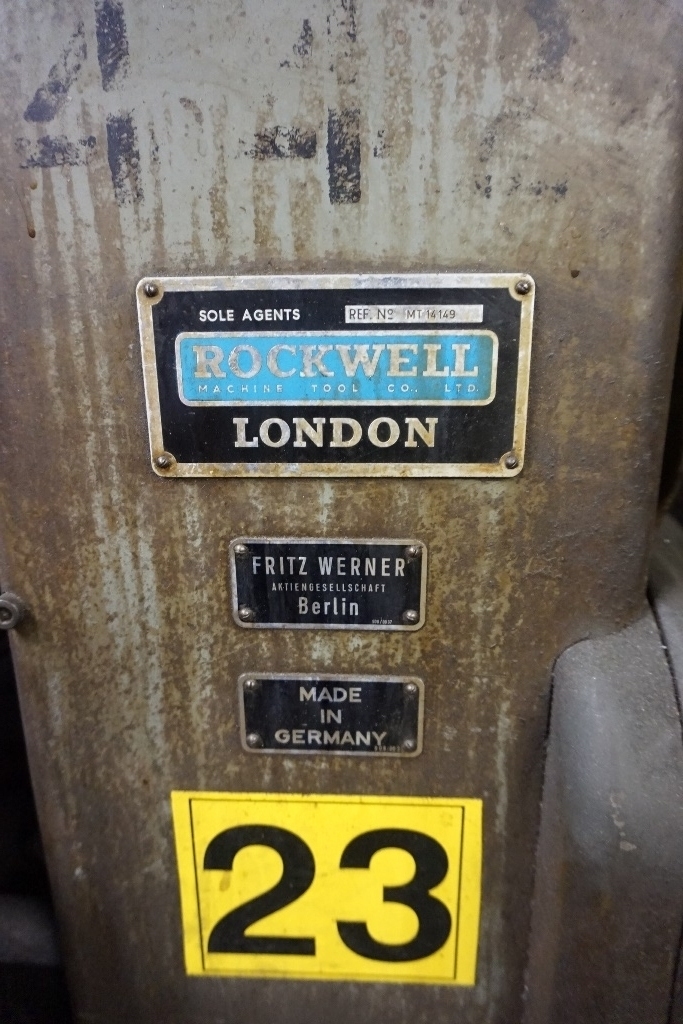 SOLE AGENTS REF. Nº MT 14149
ROCKWELL
MACHINE TOOL CO., LTD.
LONDON
FRITZ WERNER
AKTIENGESELLSCHAFT
Berlin
MADE
IN
GERMANY
23